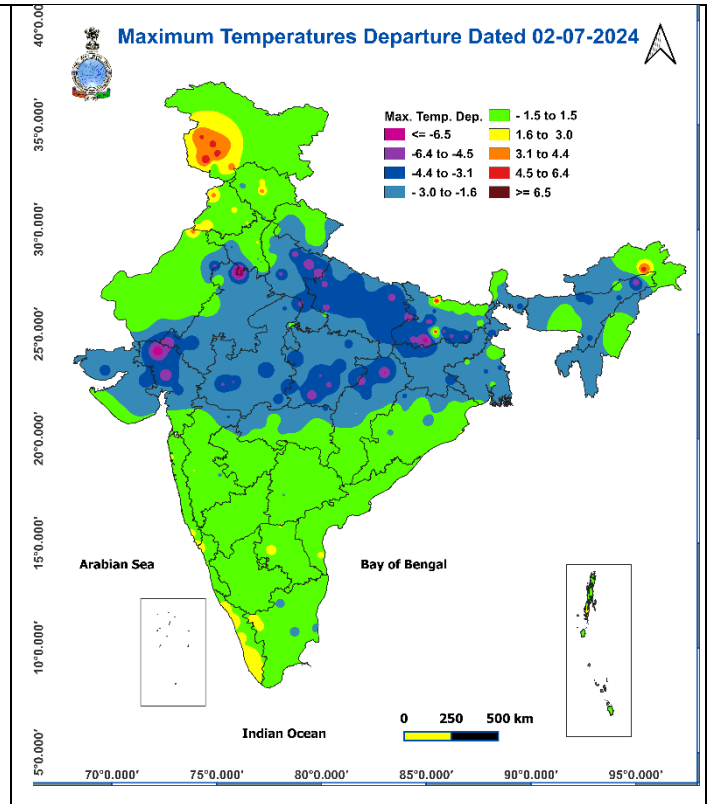 Maximum Temperatures Departure Dated 02-07-2024
Max. Temp. Dep.
<= -6.5
-6.4 to -4.5
-4.4 to -3.1
- 3.0 to -1.6
- 1.5 to 1.5
1.6 to 3.0
3.1 to 4.4
4.5 to 6.4
>= 6.5
40°0.000'
35°0.000'
30°0.000'
25°0.000'
20°0.000'
15°0.000'
10°0.000'
5°0.000'
Arabian Sea
Bay of Bengal
Indian Ocean
0 250 500 km
70°0.000' 75°0.000' 80°0.000' 85°0.000' 90°0.000' 95°0.000'